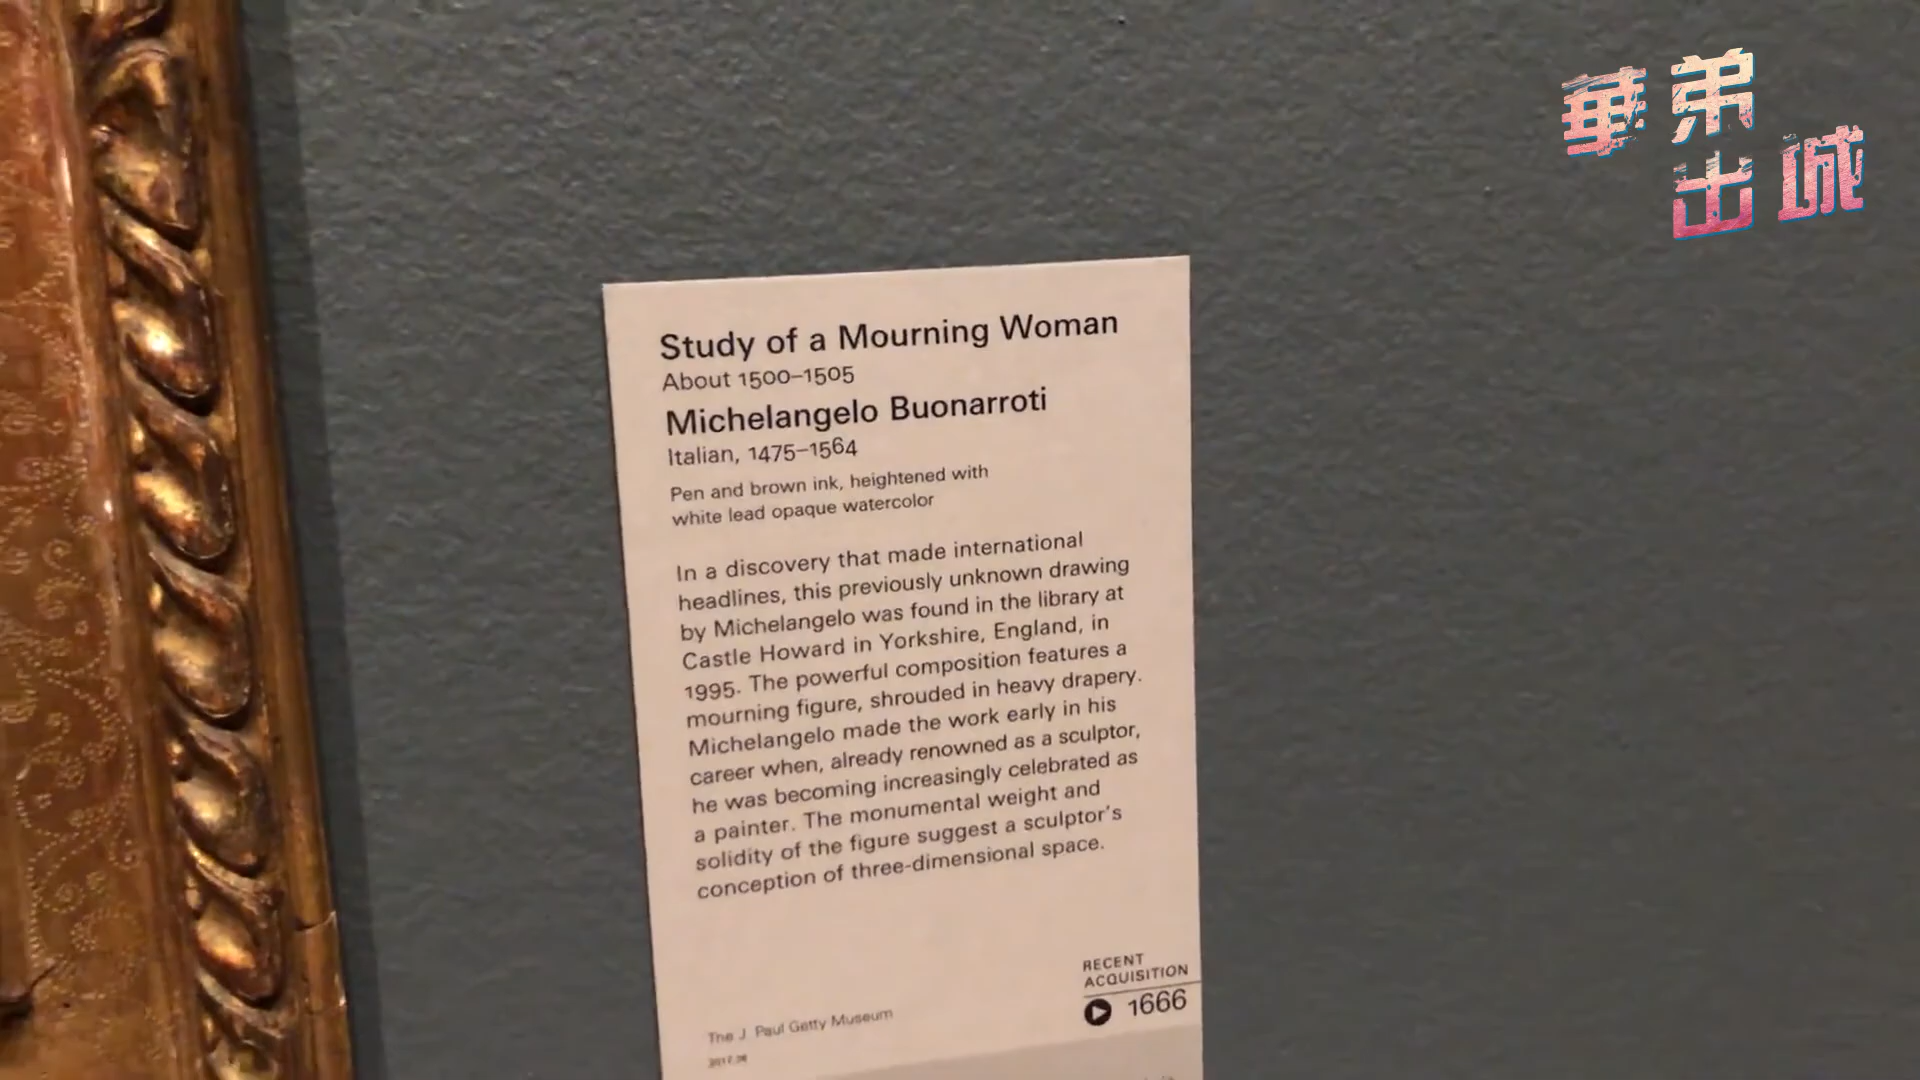 華弟
出誠
Study of a Mourning Woman
About 1500–1505
Michelangelo Buonarroti
Italian, 1475–1564
Pen and brown ink, heightened with
white lead opaque watercolor
In a discovery that made international
headlines, this previously unknown drawing
by Michelangelo was found in the library at
Castle Howard in Yorkshire, England, in
1995. The powerful composition features a
mourning figure, shrouded in heavy drapery.
Michelangelo made the work early in his
career when, already renowned as a sculptor,
he was becoming increasingly celebrated as
a painter. The monumental weight and
solidity of the figure suggest a sculptor's
conception of three-dimensional space.
RECENT
ACQUISITION
1666
The J. Paul Getty Museum